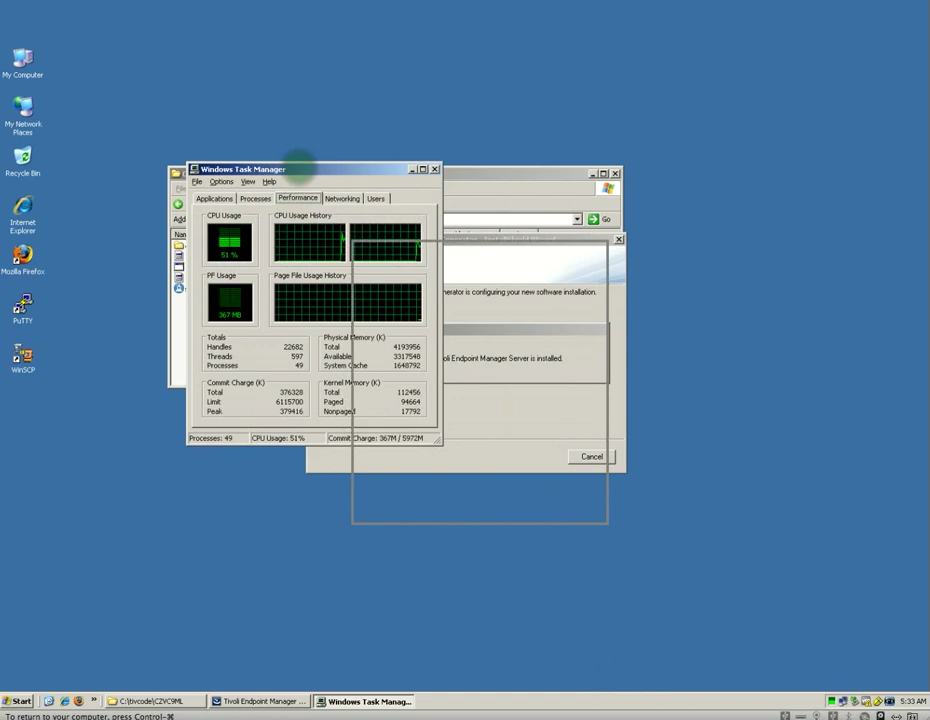 My Computer
My Network
Places
Recycle Bin
Internet
Explorer
Mozilla Firefox
PuTTY
WinSCP
Windows Task Manager
File Options View Help
Applications Processes Performance Networking Users
CPU Usage CPU Usage History
51 %
PF Usage Page File Usage History
367 MB
Totals
Handles 22682
Threads 597
Processes 49
Physical Memory (K)
Total 4193956
Available 3317548
System Cache 1648792
Commit Charge (K)
Total 376328
Limit 6115700
Peak 379416
Kernel Memory (K)
Total 112456
Paged 94664
Nonpaged 17792
Processes: 49 CPU Usage: 51% Commit Charge: 367M / 5972M
Go
nerator is configuring your new software installation.
voli Endpoint Manager Server is installed.
Cancel
Start
C:\tivcode\CZVC9ML
Tivoli Endpoint Manager ...
Windows Task Manag...
5:33 AM
To return to your computer, press Control-⌘